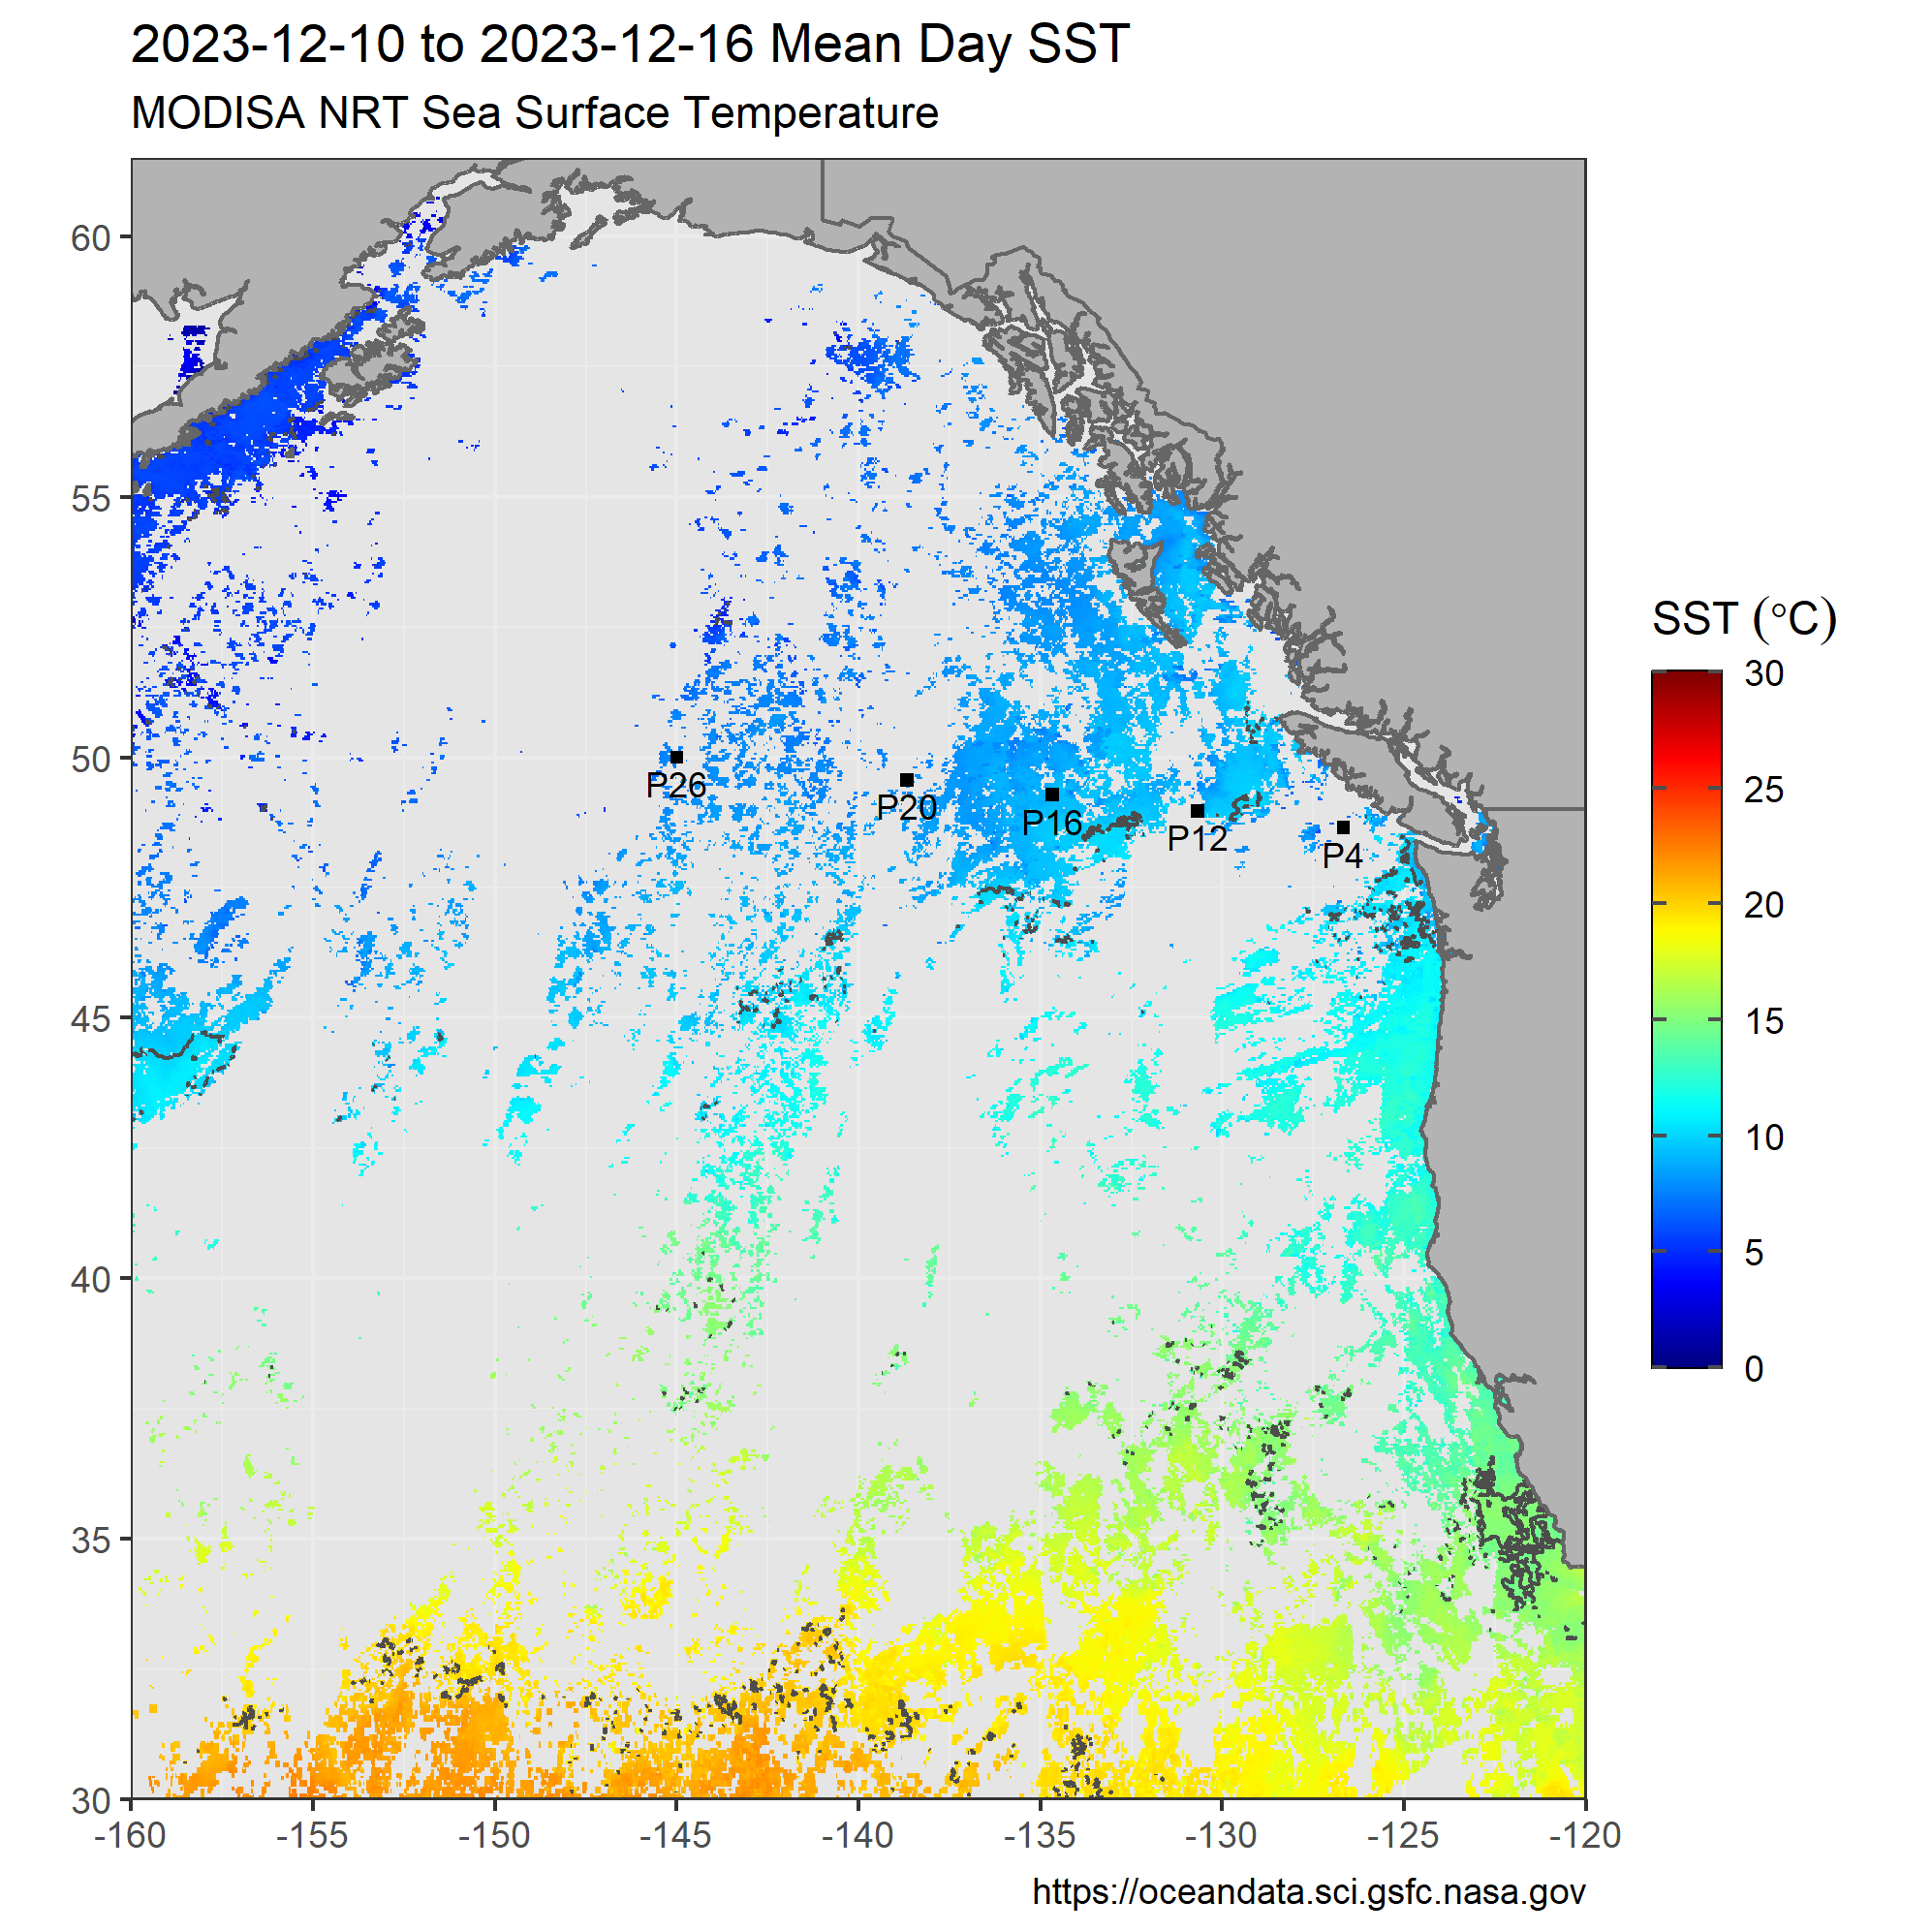 2023-12-10 to 2023-12-16 Mean Day SST
MODISA NRT Sea Surface Temperature
60
55
50
45
40
35
30
-160
-155
-150
-145
-140
-135
-130
-125
-120
P26
P20
P16
P12
P4
SST (°C)
30
25
20
15
10
5
0
https://oceandata.sci.gsfc.nasa.gov